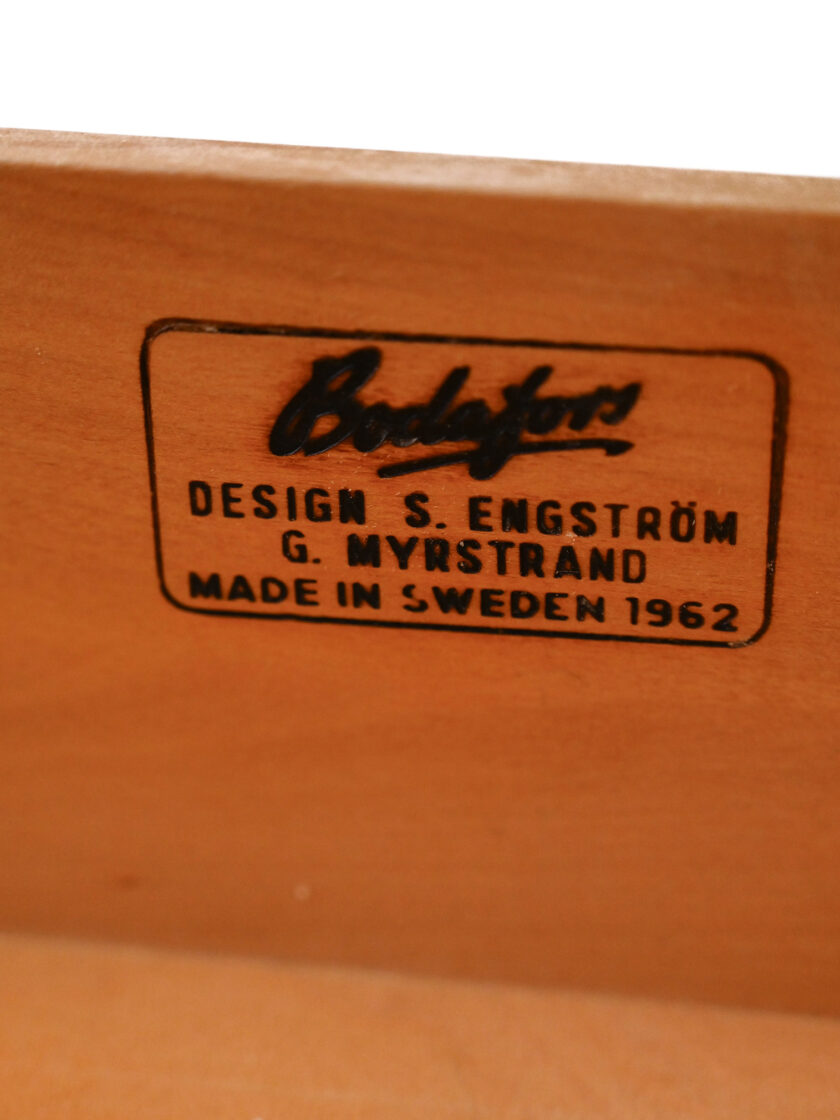 Bodafors
DESIGN S. ENGSTRÖM
G. MYRSTRAND
MADE IN SWEDEN 1962